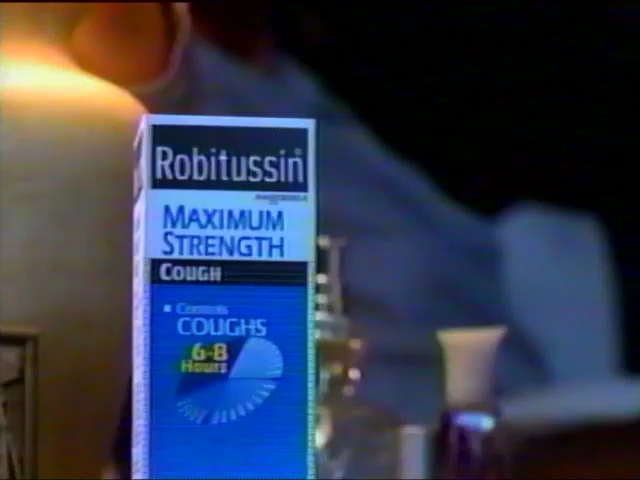 Robitussin
MAXIMUM
STRENGTH
COUGH
Controls
COUGHS
6-8
Hours